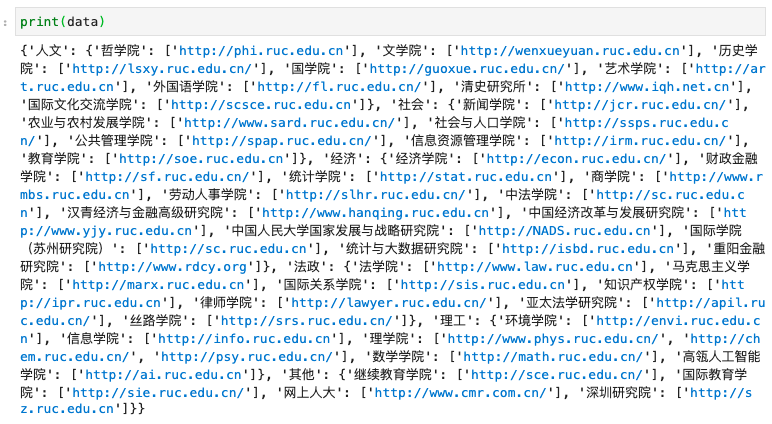 :
print(data)
{'人文': {'哲学院': ['http://phi.ruc.edu.cn'], '文学院': ['http://wenxueyuan.ruc.edu.cn'], '历史学
院': ['http://lsxy.ruc.edu.cn/'], '国学院': ['http://guoxue.ruc.edu.cn/'], '艺术学院': ['http://ar
t.ruc.edu.cn'], '外国语学院': ['http://fl.ruc.edu.cn/'], '清史研究所': ['http://www.iqh.net.cn'],
'国际文化交流学院': ['http://scsce.ruc.edu.cn']}, '社会': {'新闻学院': ['http://jcr.ruc.edu.cn/'],
'农业与农村发展学院': ['http://www.sard.ruc.edu.cn/'], '社会与人口学院': ['http://ssps.ruc.edu.c
n/'], '公共管理学院': ['http://spap.ruc.edu.cn/'], '信息资源管理学院': ['http://irm.ruc.edu.cn/'],
'教育学院': ['http://soe.ruc.edu.cn']}, '经济': {'经济学院': ['http://econ.ruc.edu.cn/'], '财政金融
学院': ['http://sf.ruc.edu.cn/'], '统计学院': ['http://stat.ruc.edu.cn'], '商学院': ['http://www.r
mbs.ruc.edu.cn'], '劳动人事学院': ['http://slhr.ruc.edu.cn/'], '中法学院': ['http://sc.ruc.edu.c
n'], '汉青经济与金融高级研究院': ['http://www.hanqing.ruc.edu.cn'], '中国经济改革与发展研究院': ['htt
p://www.yjy.ruc.edu.cn'], '中国人民大学国家发展与战略研究院': ['http://NADS.ruc.edu.cn'], '国际学院
（苏州研究院）': ['http://sc.ruc.edu.cn'], '统计与大数据研究院': ['http://isbd.ruc.edu.cn'], '重阳金融
研究院': ['http://www.rdcy.org']}, '法政': {'法学院': ['http://www.law.ruc.edu.cn'], '马克思主义学
院': ['http://marx.ruc.edu.cn'], '国际关系学院': ['http://sis.ruc.edu.cn'], '知识产权学院': ['htt
p://ipr.ruc.edu.cn'], '律师学院': ['http://lawyer.ruc.edu.cn/'], '亚太法学研究院': ['http://apil.ru
c.edu.cn/'], '丝路学院': ['http://srs.ruc.edu.cn/']}, '理工': {'环境学院': ['http://envi.ruc.edu.c
n'], '信息学院': ['http://info.ruc.edu.cn'], '理学院': ['http://www.phys.ruc.edu.cn/', 'http://ch
em.ruc.edu.cn/', 'http://psy.ruc.edu.cn/'], '数学学院': ['http://math.ruc.edu.cn/'], '高瓴人工智能
学院': ['http://ai.ruc.edu.cn']}, '其他': {'继续教育学院': ['http://sce.ruc.edu.cn/'], '国际教育学
院': ['http://sie.ruc.edu.cn/'], '网上人大': ['http://www.cmr.com.cn/'], '深圳研究院': ['http://s
z.ruc.edu.cn']}}